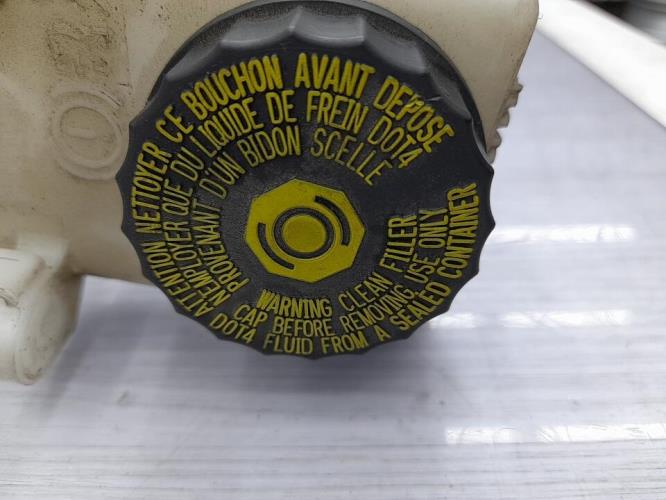 ATTENTION NETTOYER CE BOUCHON AVANT DEPOSE
N'EMPLOYER QUE DU LIQUIDE DE FREIN DOT4
PROVENANT D'UN BIDON SCELLE
WARNING CLEAN FILLER
CAP BEFORE REMOVING USE ONLY
DOT4 FLUID FROM A SEALED CONTAINER